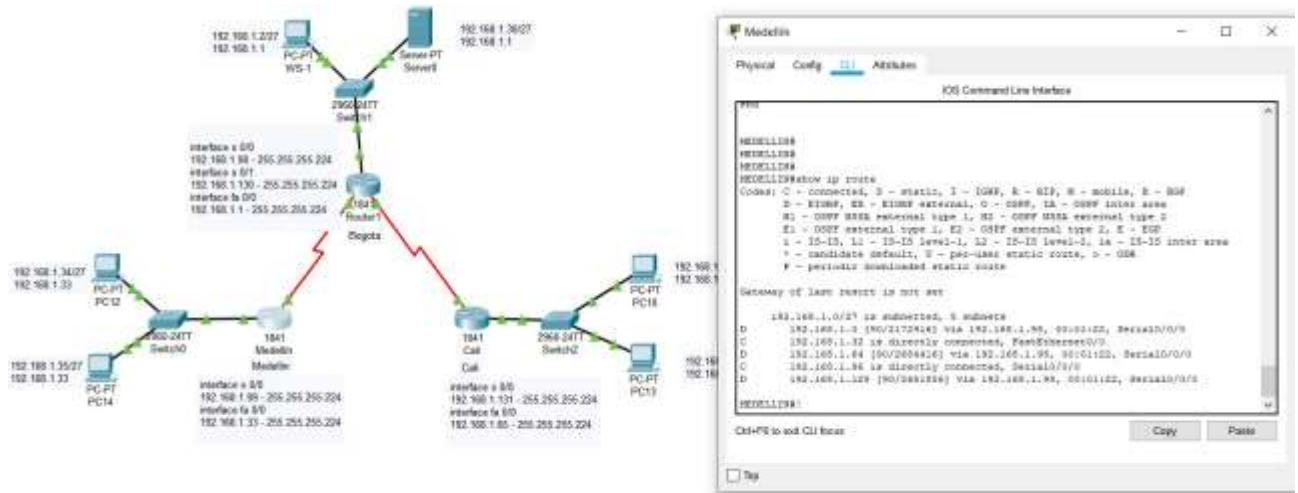 192.168.1.2/27
192.168.1.1
PC-PT
WS-1
192.168.1.30/27
192.168.1.1
Server-PT
Server0
2960-24TT
Switch1
interface s 0/0
192.168.1.98 - 255.255.255.224
interface s 0/1
192.168.1.130 - 255.255.255.224
interface fa 0/0
192.168.1.1 - 255.255.255.224
1841
Router1
Bogota
192.168.1.34/27
192.168.1.33
PC-PT
PC12
2960-24TT
Switch0
1841
Medellin
Medellin
192.168.1.35/27
192.168.1.33
PC-PT
PC14
interface s 0/0
192.168.1.99 - 255.255.255.224
interface fa 0/0
192.168.1.33 - 255.255.255.224
1841
Cali
Cali
2960-24TT
Switch2
interface s 0/0
192.168.1.131 - 255.255.255.224
interface fa 0/0
192.168.1.65 - 255.255.255.224
PC-PT
PC-PT
PC13
Medellin
Physical Config CLI Attributes
IOS Command Line Interface
MEDELLIN#
MEDELLIN#
MEDELLIN#
MEDELLIN#show ip route
Codes: C - connected, S - static, I - IGRP, R - RIP, M - mobile, B - BGP
D - EIGRP, EX - EIGRP external, O - OSPF, IA - OSPF inter area
N1 - OSPF NSSA external type 1, N2 - OSPF NSSA external type 2
E1 - OSPF external type 1, E2 - OSPF external type 2, E - EGP
i - IS-IS, L1 - IS-IS level-1, L2 - IS-IS level-2, ia - IS-IS inter area
* - candidate default, U - per-user static route, o - ODR
P - periodic downloaded static route
Gateway of last resort is not set
192.168.1.0/27 is subnetted, 5 subnets
D 192.168.1.0 [90/2172416] via 192.168.1.98, 00:01:22, Serial0/0/0
C 192.168.1.32 is directly connected, FastEthernet0/0
D 192.168.1.64 via 192.168.1.98, 00:01:22, Serial0/0/0
C 192.168.1.96 is directly connected, Serial0/0/0
D 192.168.1.128 via 192.168.1.98, 00:01:22, Serial0/0/0
MEDELLIN#
Ctrl+F6 to exit CLI focus
Copy Paste
Top